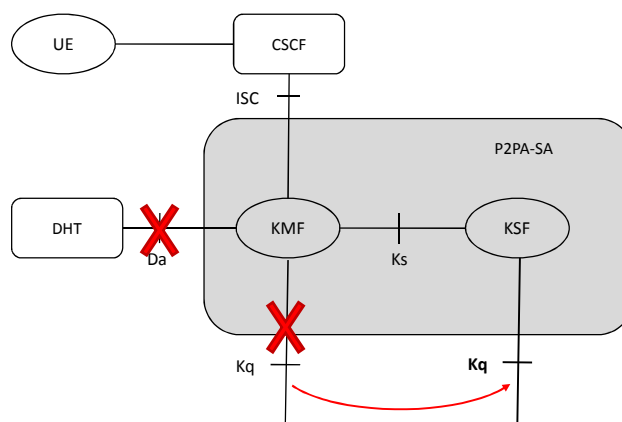 UE
CSCF
ISC
P2PA-SA
DHT
KMF
KSF
Da
Ks
Kq
Kq